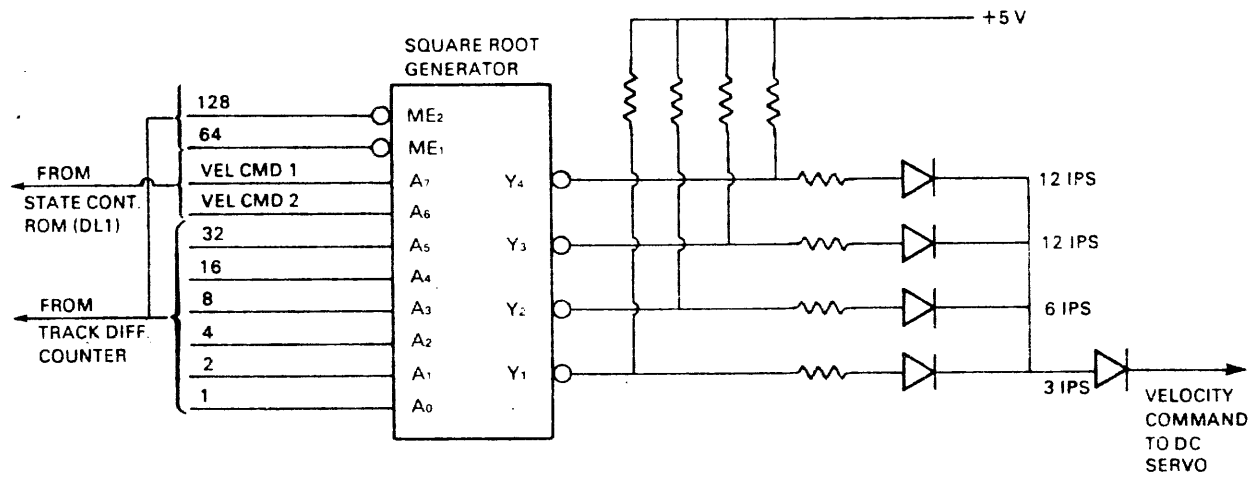 +5 V
SQUARE ROOT
GENERATOR
128
ME2
64
ME1
FROM
STATE CONT.
ROM (DL1)
VEL CMD 1
A7
Y4
12 IPS
VEL CMD 2
A6
32
A5
Y3
12 IPS
16
A4
FROM
TRACK DIFF.
COUNTER
8
A3
Y2
6 IPS
4
A2
2
A1
Y1
3 IPS
1
A0
VELOCITY
COMMAND
TO DC
SERVO